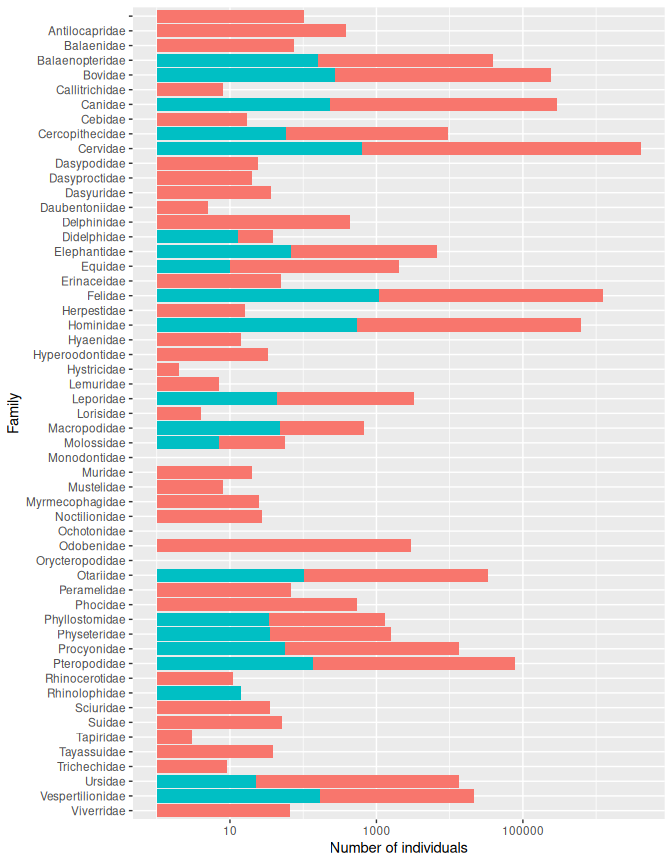 Antilocapridae
Balaenidae
Balaenopteridae
Bovidae
Callitrichidae
Canidae
Cebidae
Cercopithecidae
Cervidae
Dasypodidae
Dasyproctidae
Dasyuridae
Daubentoniidae
Delphinidae
Didelphidae
Elephantidae
Equidae
Erinaceidae
Felidae
Herpestidae
Hominidae
Hyaenidae
Hyperoodontidae
Hystricidae
Lemuridae
Leporidae
Lorisidae
Macropodidae
Molossidae
Monodontidae
Muridae
Mustelidae
Myrmecophagidae
Noctilionidae
Ochotonidae
Odobenidae
Orycteropodidae
Otariidae
Peramelidae
Phocidae
Phyllostomidae
Physeteridae
Procyonidae
Pteropodidae
Rhinocerotidae
Rhinolophidae
Sciuridae
Suidae
Tapiridae
Tayassuidae
Trichechidae
Ursidae
Vespertilionidae
Viverridae
Family
10 1000 100000
Number of individuals